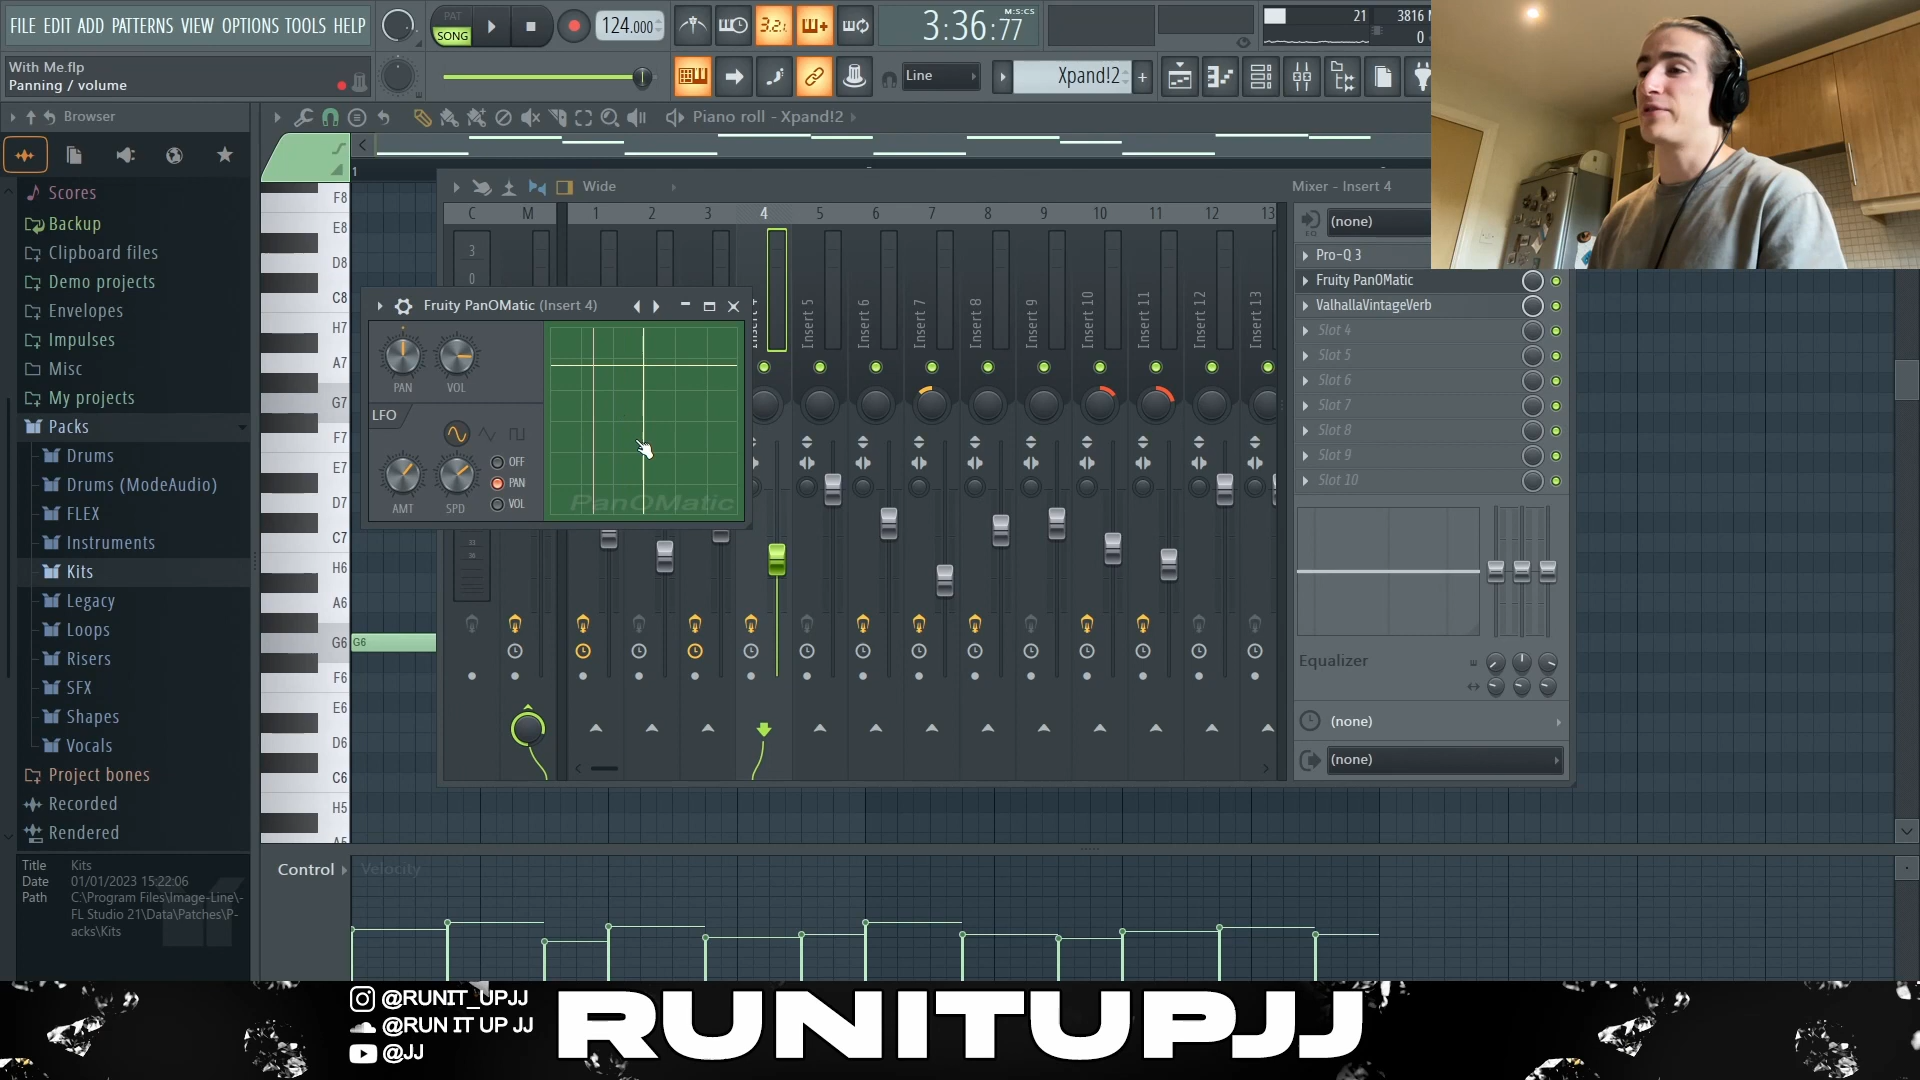 FILE EDIT ADD PATTERNS VIEW OPTIONS TOOLS HELP
PAT
SONG
124.000
3:36:77
M:S:CS
21
3816
0
With Me.flp
Panning / volume
Line
Xpand!2
Browser
Piano roll - Xpand!2
Scores
Backup
Clipboard files
Demo projects
Envelopes
Impulses
Misc
My projects
Packs
Drums
Drums (ModeAudio)
FLEX
Instruments
Kits
Legacy
Loops
Risers
SFX
Shapes
Vocals
Project bones
Recorded
Rendered
Title Kits
Date 01/01/2023 15:22:06
Path C:\Program Files\Image-Line\-
FL Studio 21\Data\Patches\P-
acks\Kits
1
F8
E8
D8
C8
H7
A7
G7
F7
E7
D7
C7
H6
A6
G6
G6
F6
E6
D6
C6
H5
Wide
Mixer - Insert 4
C M 1 2 3 4 5 6 7 8 9 10 11 12 13
3
0
Insert 5
Insert 6
Insert 7
Insert 8
Insert 9
Insert 10
Insert 11
Insert 12
Insert 13
Fruity PanOMatic (Insert 4)
PAN VOL
LFO
OFF
PAN
VOL
AMT SPD
PanOMatic
(none)
Pro-Q 3
Fruity PanOMatic
ValhallaVintageVerb
Slot 4
Slot 5
Slot 6
Slot 7
Slot 8
Slot 9
Slot 10
Equalizer
(none)
(none)
Control
Velocity
@RUNIT_UPJJ
@RUN IT UP JJ
@JJ
RUNITUPJJ